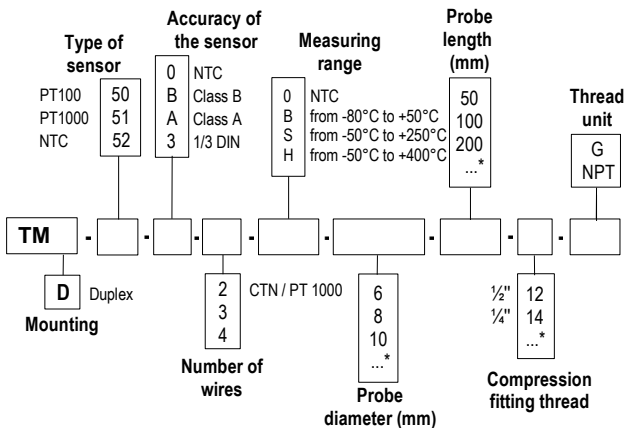 Type of
sensor
PT100 50
PT1000 51
NTC 52
Accuracy of
the sensor
0 NTC
B Class B
A Class A
3 1/3 DIN
Measuring
range
0 NTC
B from -80°C to +50°C
S from -50°C to +250°C
H from -50°C to +400°C
Probe
length
(mm)
50
100
200
...*
Thread
unit
G
NPT
TM - - - - - - - -
D Duplex
Mounting
2 CTN / PT 1000
3
4
Number of
wires
6
8
10
...*
Probe
diameter (mm)
½" 12
¼" 14
...*
Compression
fitting thread